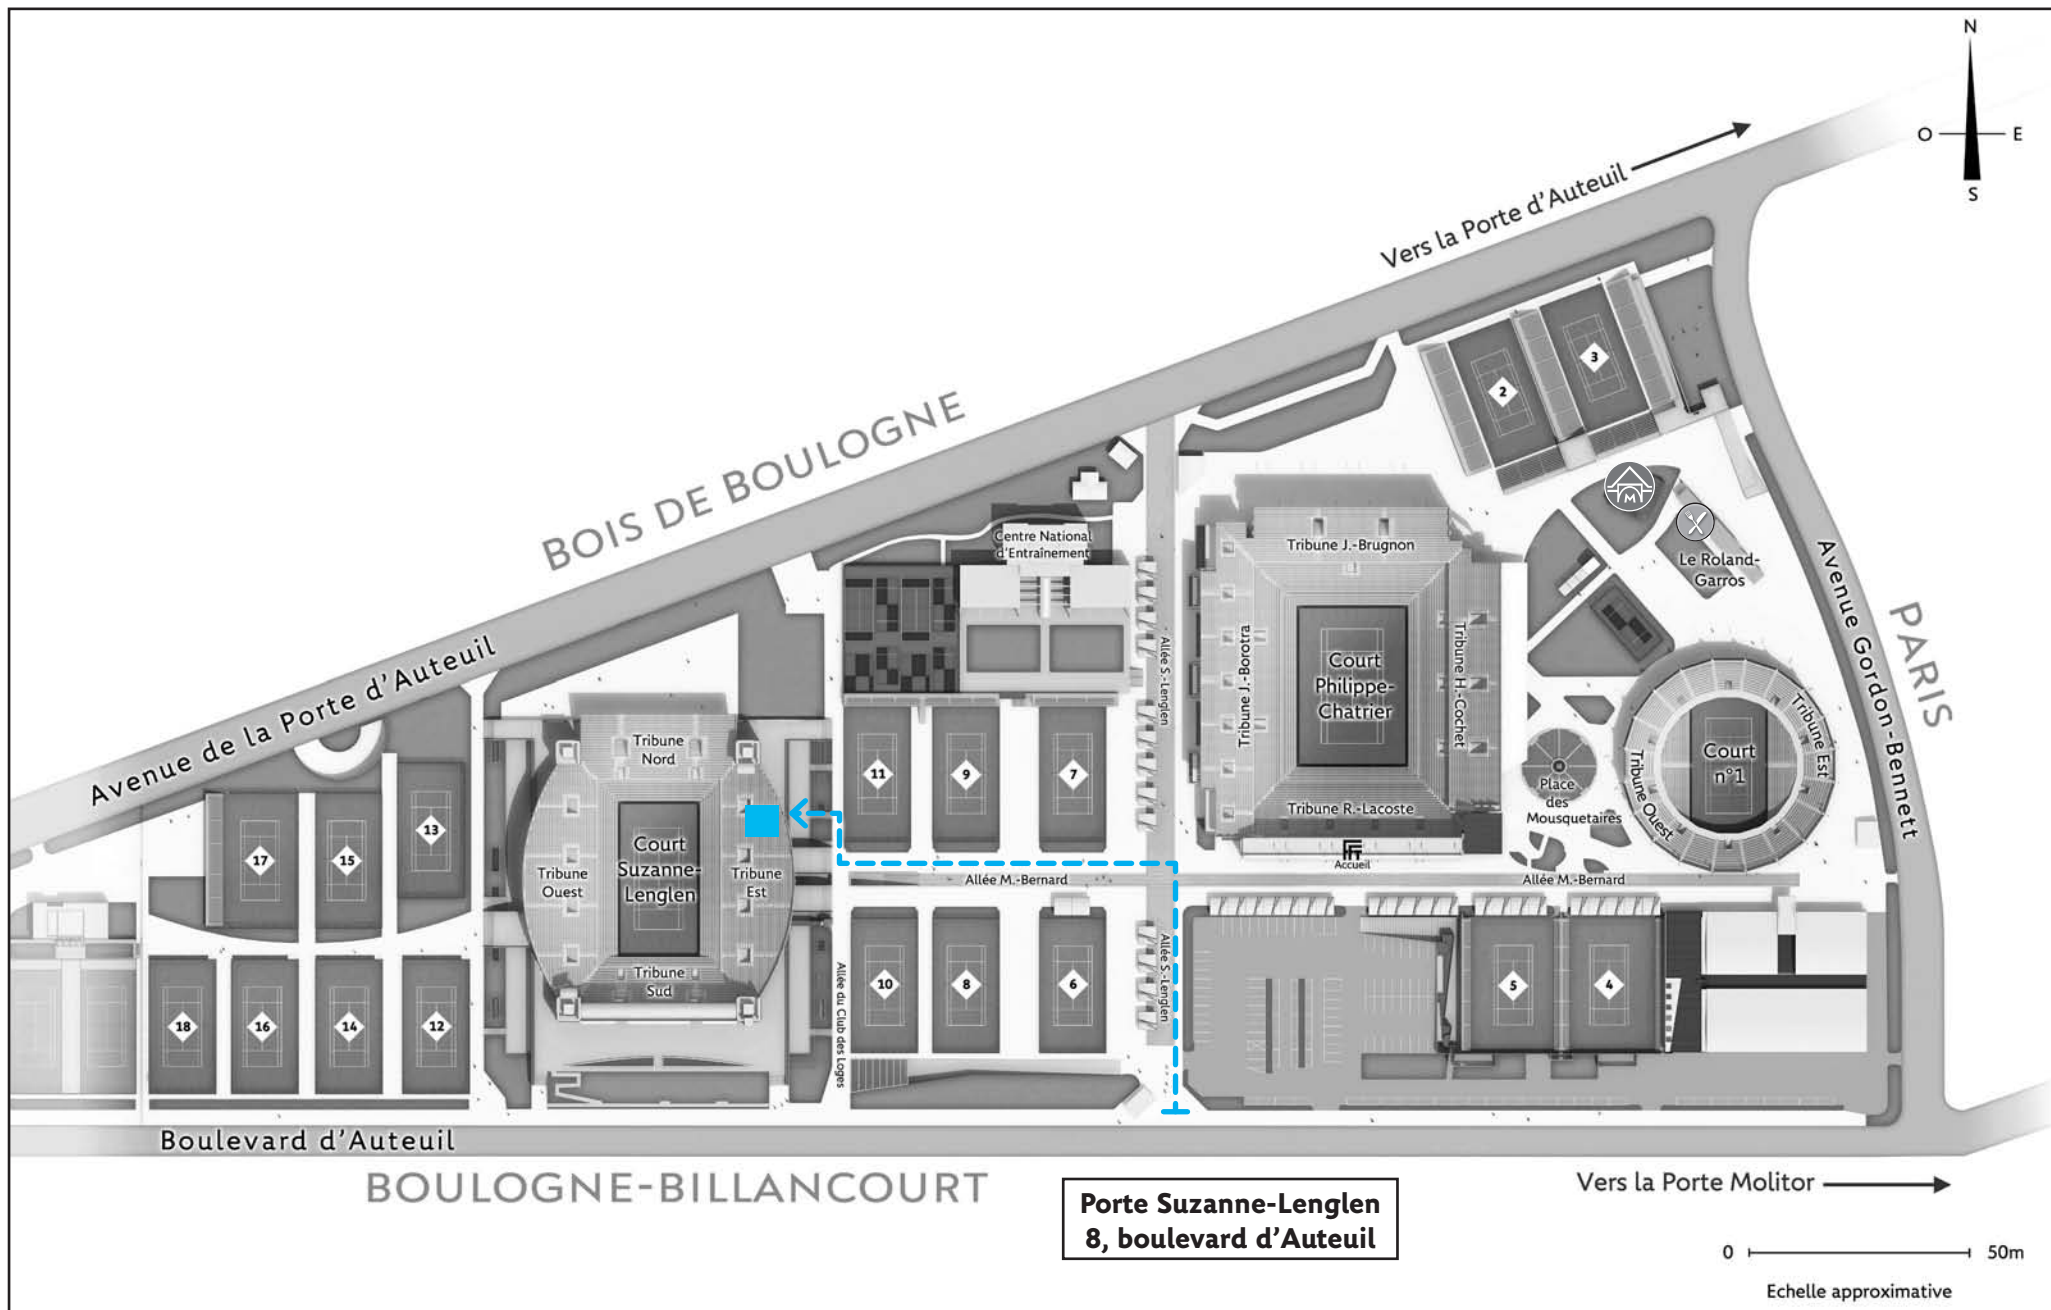 N
O
E
S
Vers la Porte d'Auteuil
BOIS DE BOULOGNE
3
2
M
Le Roland-
Garros
Centre National
d'Entraînement
Tribune J.-Brugnon
Tribune J.-Borotra
Court
Philippe-
Chatrier
Tribune H.-Cochet
Tribune R.-Lacoste
FFT
Accueil
Allée S.-Lenglen
Avenue Gordon-Bennett
PARIS
Avenue de la Porte d'Auteuil
Tribune
Nord
Court
Suzanne-
Lenglen
Tribune
Ouest
Tribune
Est
Tribune
Sud
11
9
7
13
15
17
Place
des
Mousquetaires
Court
n°1
Tribune Est
Tribune Ouest
Allée M.-Bernard
Allée M.-Bernard
Allée S.-Lenglen
Allée du Club des Loges
10
8
6
5
4
18
16
14
12
Boulevard d'Auteuil
BOULOGNE-BILLANCOURT
Porte Suzanne-Lenglen
8, boulevard d'Auteuil
Vers la Porte Molitor
0
50m
Echelle approximative